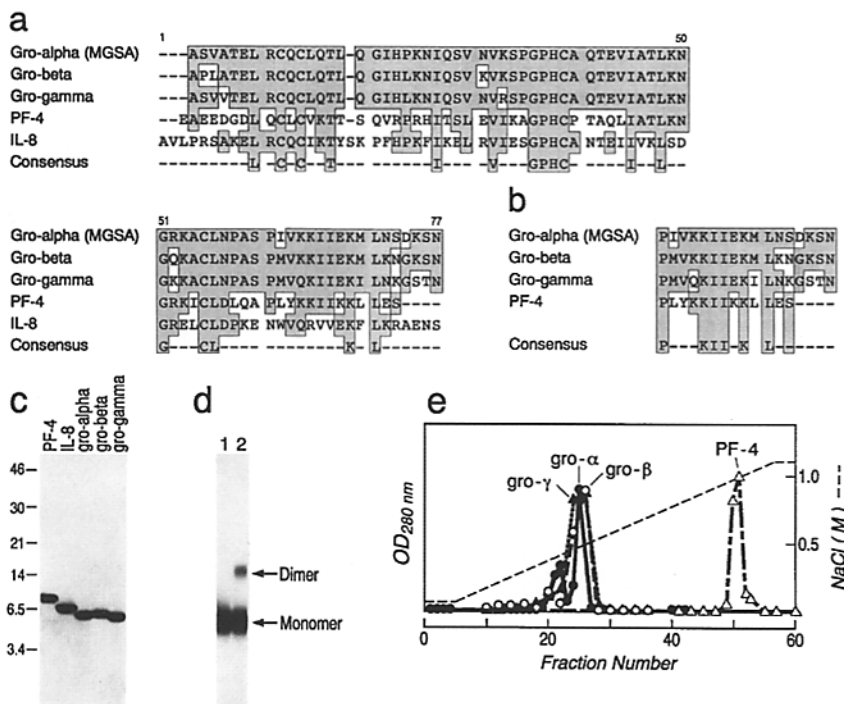 a
1 50
Gro-alpha (MGSA) ---ASVATEL RCQCLQTL-Q GIHPKNIQSV NVKSPGPHCA QTEVIATLKN
Gro-beta ---APLATEL RCQCLQTL-Q GIHLKNIQSV KVKSPGPHCA QTEVIATLKN
Gro-gamma ---ASVVTEL RCQCLQTL-Q GIHLKNIQSV NVRSPGPHCA QTEVIATLKN
PF-4 -EAEEDGDL QCLCVKTT-S QVRPRHITSL EVIKAGPHCP TAQLIATLKN
IL-8 AVLPRSAKEL RCQCIKTYSK PFHPKFIKEL RVIESGPHCA NTEIIVKLSD
Consensus ---------L -C-C--T--- ------I--- -V---GPHC- ----I--L--
51 77
Gro-alpha (MGSA) GRKACLNPAS PIVKKIIEKM LNSDKSN
Gro-beta GQKACLNPAS PMVKKIIEKM LKNGKSN
Gro-gamma GKKACLNPAS PMVQKIIEKI LNKGSTN
PF-4 GRKICLDLQA PLYKKIIKKL LES----
IL-8 GRELCLDPKE NWVQRVVEKF LKRAENS
Consensus G---CL---- --------K- L------
b
Gro-alpha (MGSA) PIVKKIIEKM LNSDKSN
Gro-beta PMVKKIIEKM LKNGKSN
Gro-gamma PMVQKIIEKI LNKGSTN
PF-4 PLYKKIIKKL LES----
Consensus P---KII-K- L------
c
PF-4
IL-8
gro-alpha
gro-beta
gro-gamma
46
30
21
14
6.5
3.4
d
1 2
Dimer
Monomer
e
gro-γ
gro-α
gro-β
PF-4
OD280 nm
1.0
0.5
NaCl (M)
0 20 40 60
Fraction Number